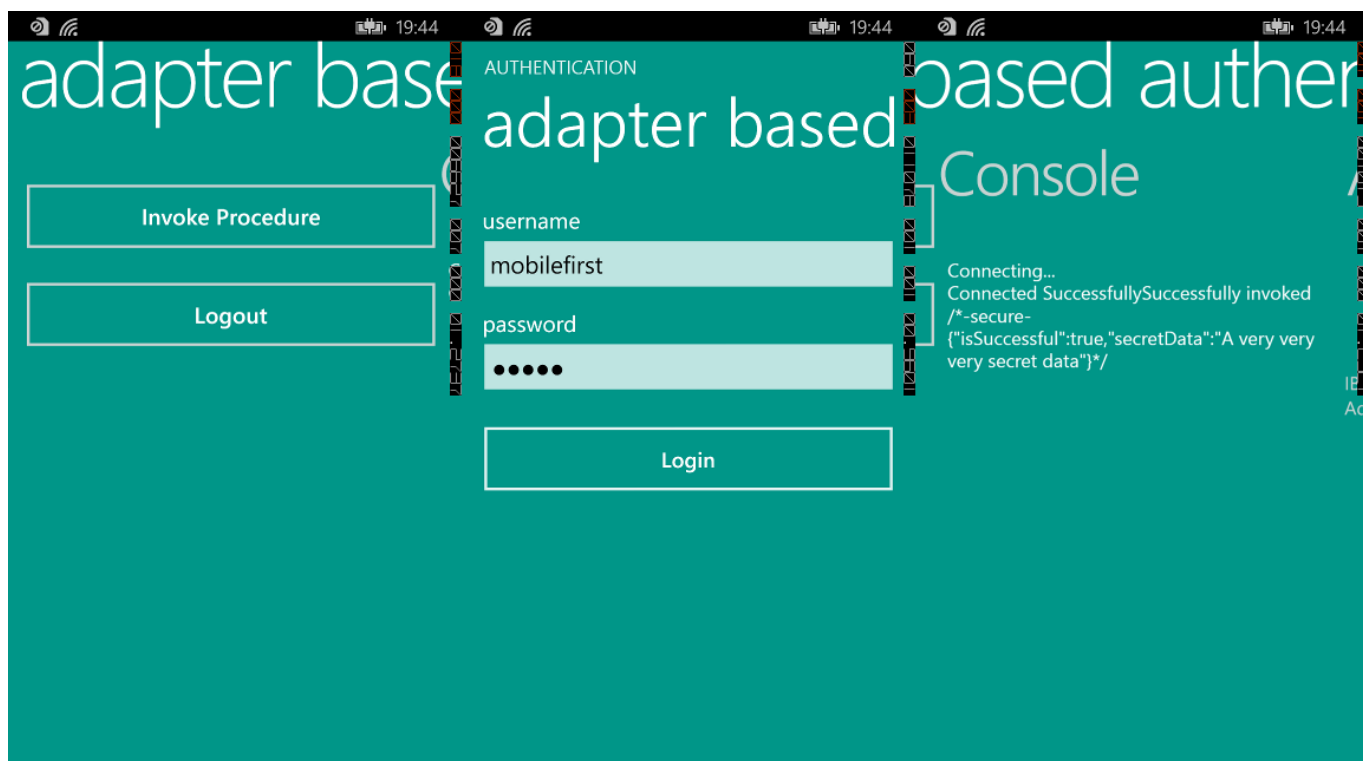 19:44
adapter base
Invoke Procedure
Logout
19:44
AUTHENTICATION
adapter based
username
mobilefirst
password
●●●●●
Login
19:44
based auther
Console
Connecting...
Connected SuccessfullySuccessfully invoked
/*-secure-
{"isSuccessful":true,"secretData":"A very very
very secret data"}*/